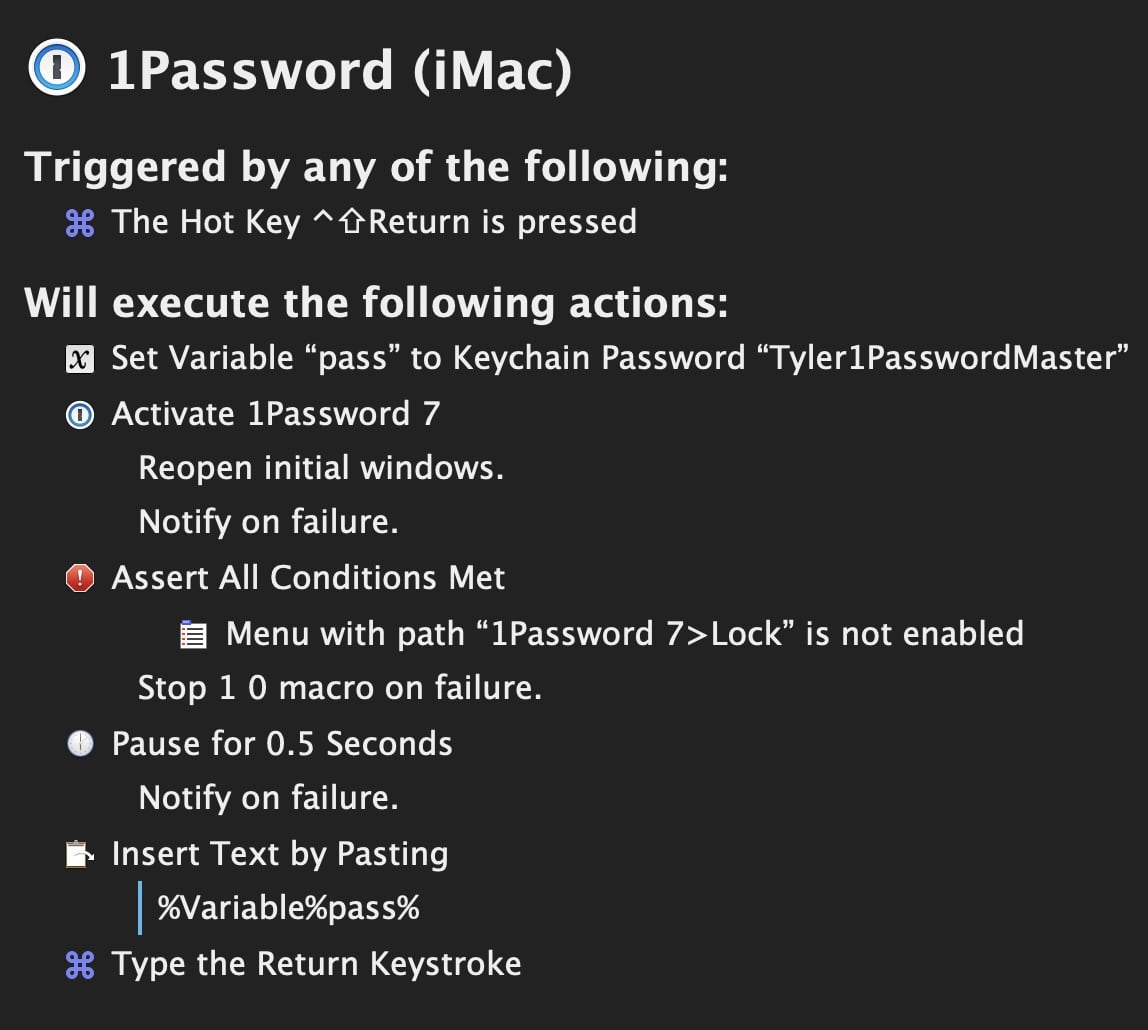 1Password (iMac)
Triggered by any of the following:
⌘ The Hot Key ^⇧Return is pressed
Will execute the following actions:
x Set Variable “pass” to Keychain Password “Tyler1PasswordMaster”
Activate 1Password 7
Reopen initial windows.
Notify on failure.
Assert All Conditions Met
Menu with path “1Password 7>Lock” is not enabled
Stop 1 0 macro on failure.
Pause for 0.5 Seconds
Notify on failure.
Insert Text by Pasting
%Variable%pass%
⌘ Type the Return Keystroke